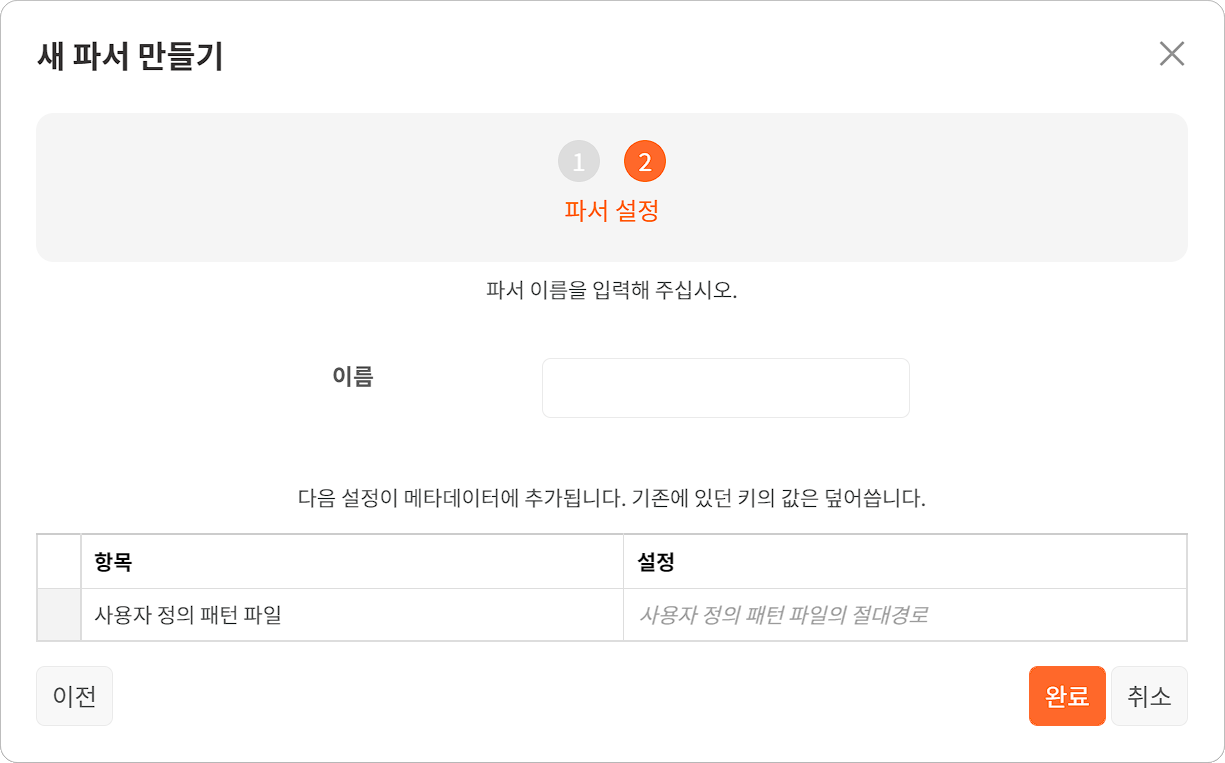 새 파서 만들기
1 2
파서 설정
파서 이름을 입력해 주십시오.
이름
다음 설정이 메타데이터에 추가됩니다. 기존에 있던 키의 값은 덮어씁니다.
항목 설정
사용자 정의 패턴 파일 사용자 정의 패턴 파일의 절대경로
이전 완료 취소